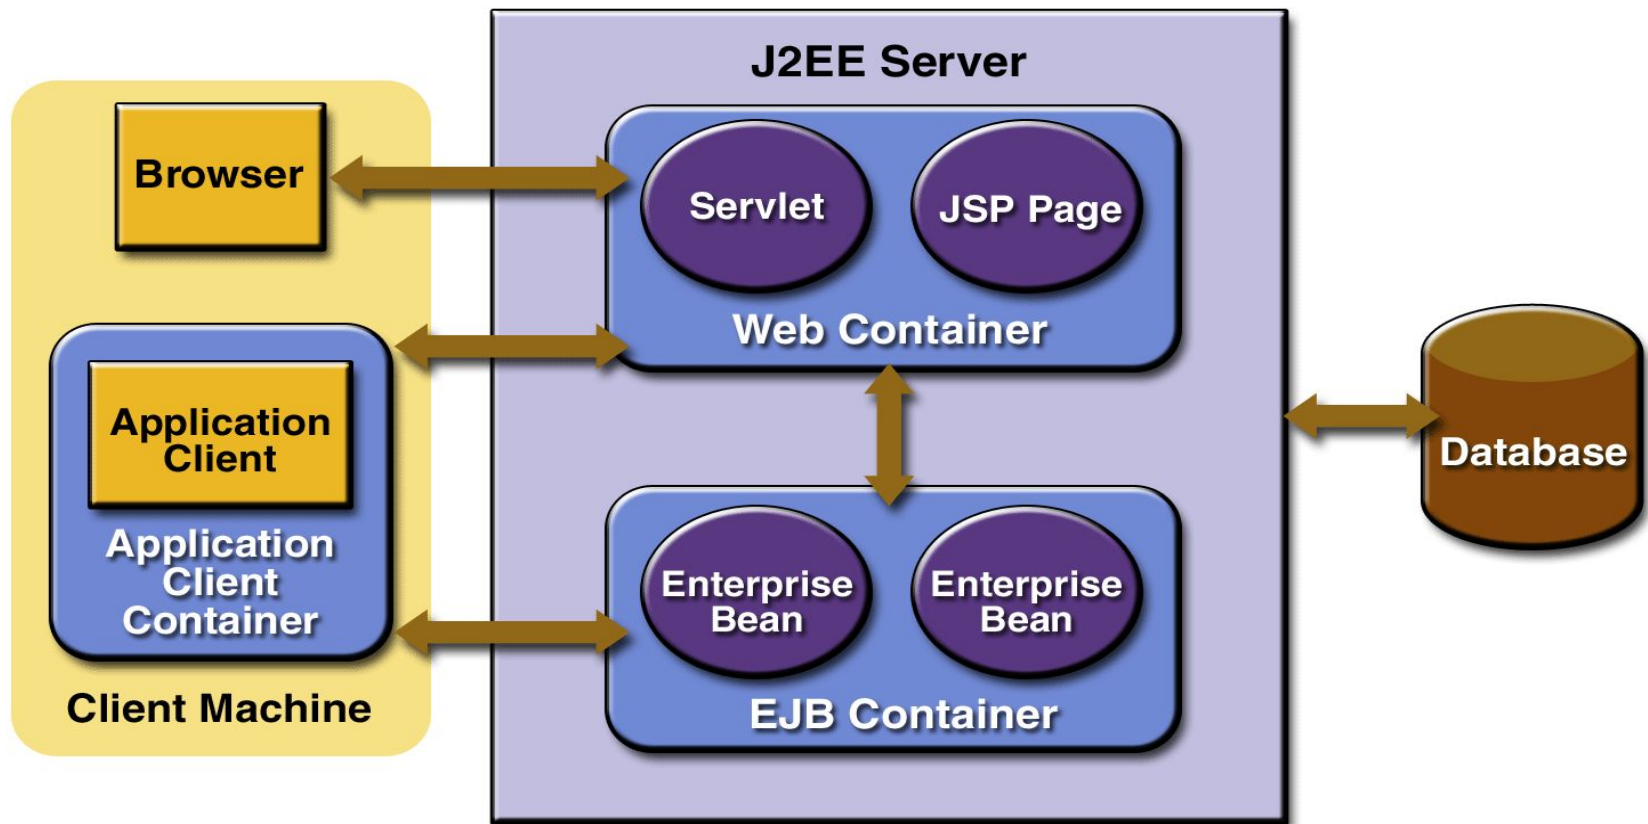 J2EE Server
Browser
Servlet
JSP Page
Web Container
Application
Client
Application
Client
Container
Client Machine
Enterprise
Bean
Enterprise
Bean
EJB Container
Database